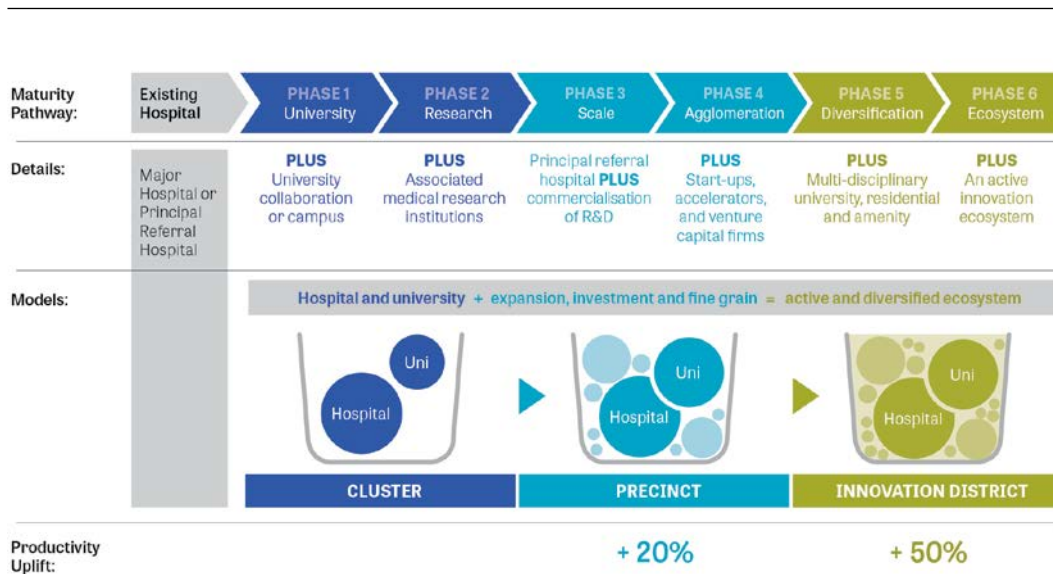 Maturity
Pathway:
Existing
Hospital
PHASE 1
University
PHASE 2
Research
PHASE 3
Scale
PHASE 4
Agglomeration
PHASE 5
Diversification
PHASE 6
Ecosystem
Details:
Major
Hospital or
Principal
Referral
Hospital
PLUS
University
collaboration
or campus
PLUS
Associated
medical research
institutions
Principal referral
hospital PLUS
commercialisation
of R&D
PLUS
Start-ups,
accelerators,
and venture
capital firms
PLUS
Multi-disciplinary
university, residential
and amenity
PLUS
An active
innovation
ecosystem
Models:
Hospital and university + expansion, investment and fine grain = active and diversified ecosystem
Uni
Hospital
Uni
Hospital
Uni
Hospital
CLUSTER
PRECINCT
INNOVATION DISTRICT
Productivity
Uplift:
+ 20%
+ 50%